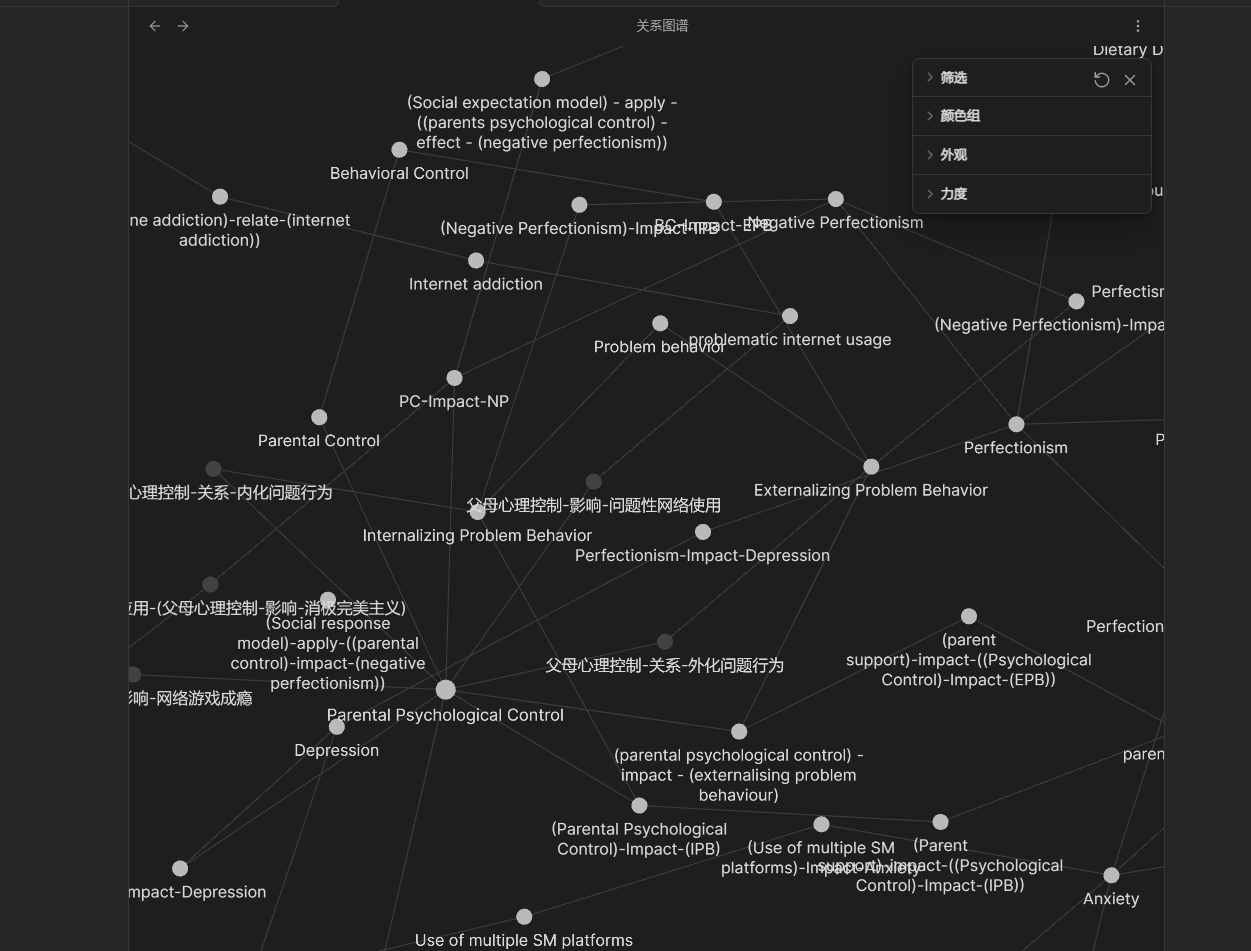 关系图谱
Dietary D
筛选
颜色组
外观
力度
(Social expectation model) - apply -
((parents psychological control) -
effect - (negative perfectionism))
Behavioral Control
ne addiction)-relate-(internet
addiction))
(Negative Perfectionism)-Impact-IPB
BC-Impact-EPB
Negative Perfectionism
Internet addiction
Perfectisr
(Negative Perfectionism)-Impa
Problem behavior
problematic internet usage
PC-Impact-NP
Parental Control
Perfectionism
P
心理控制-关系-内化问题行为
父母心理控制-影响-问题性网络使用
Externalizing Problem Behavior
Internalizing Problem Behavior
Perfectionism-Impact-Depression
应用-(父母心理控制-影响-消极完美主义)
(Social response
model)-apply-((parental
control)-impact-(negative
perfectionism))
Perfection
(parent
support)-impact-((Psychological
Control)-Impact-(EPB))
父母心理控制-关系-外化问题行为
影响-网络游戏成瘾
Parental Psychological Control
Depression
(parental psychological control) -
impact - (externalising problem
behaviour)
paren
(Parental Psychological
Control)-Impact-(IPB)
(Use of multiple SM
platforms)-Impact-Anxiety
(Parent
support)-impact-((Psychological
Control)-Impact-(IPB))
mpact-Depression
Anxiety
Use of multiple SM platforms